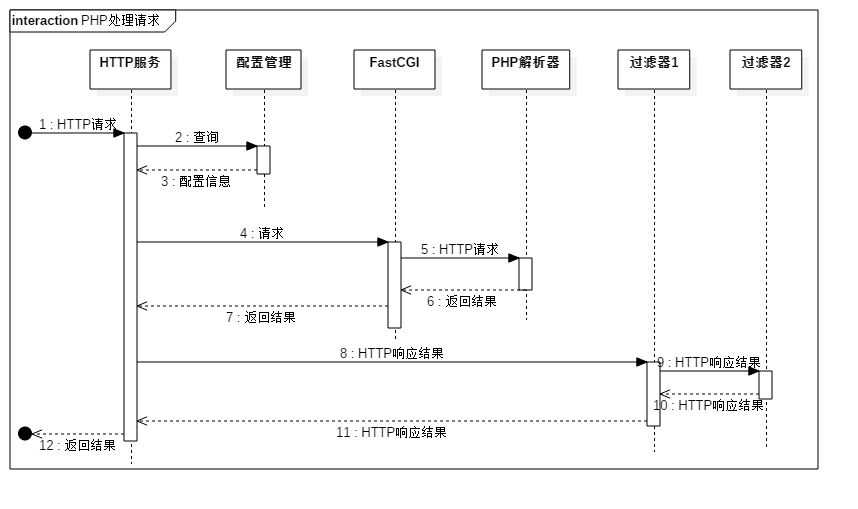 interaction PHP处理请求
HTTP服务
配置管理
FastCGI
PHP解析器
过滤器1
过滤器2
1 : HTTP请求
2 : 查询
3 : 配置信息
4 : 请求
5 : HTTP请求
6 : 返回结果
7 : 返回结果
8 : HTTP响应结果
9 : HTTP响应结果
10 : HTTP响应结果
11 : HTTP响应结果
12 : 返回结果